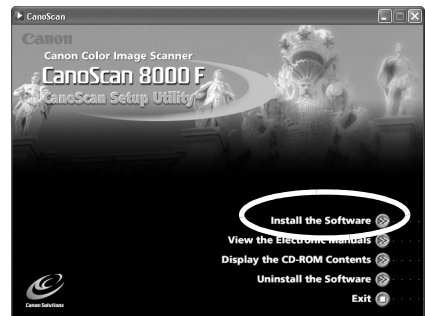 CanoScan
Canon
Canon Color Image Scanner
CanoScan 8000 F
CanoScan Setup Utility
Install the Software
View the Electronic Manuals
Display the CD-ROM Contents
Uninstall the Software
Exit
Canon Solutions